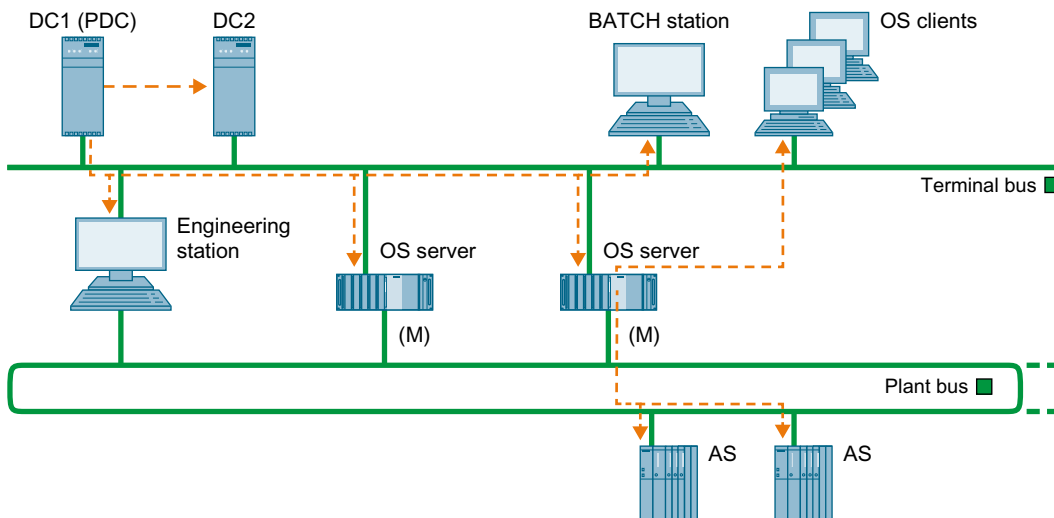 DC1 (PDC)
DC2
BATCH station
OS clients
Terminal bus
Engineering
station
OS server
OS server
(M)
(M)
Plant bus
AS
AS